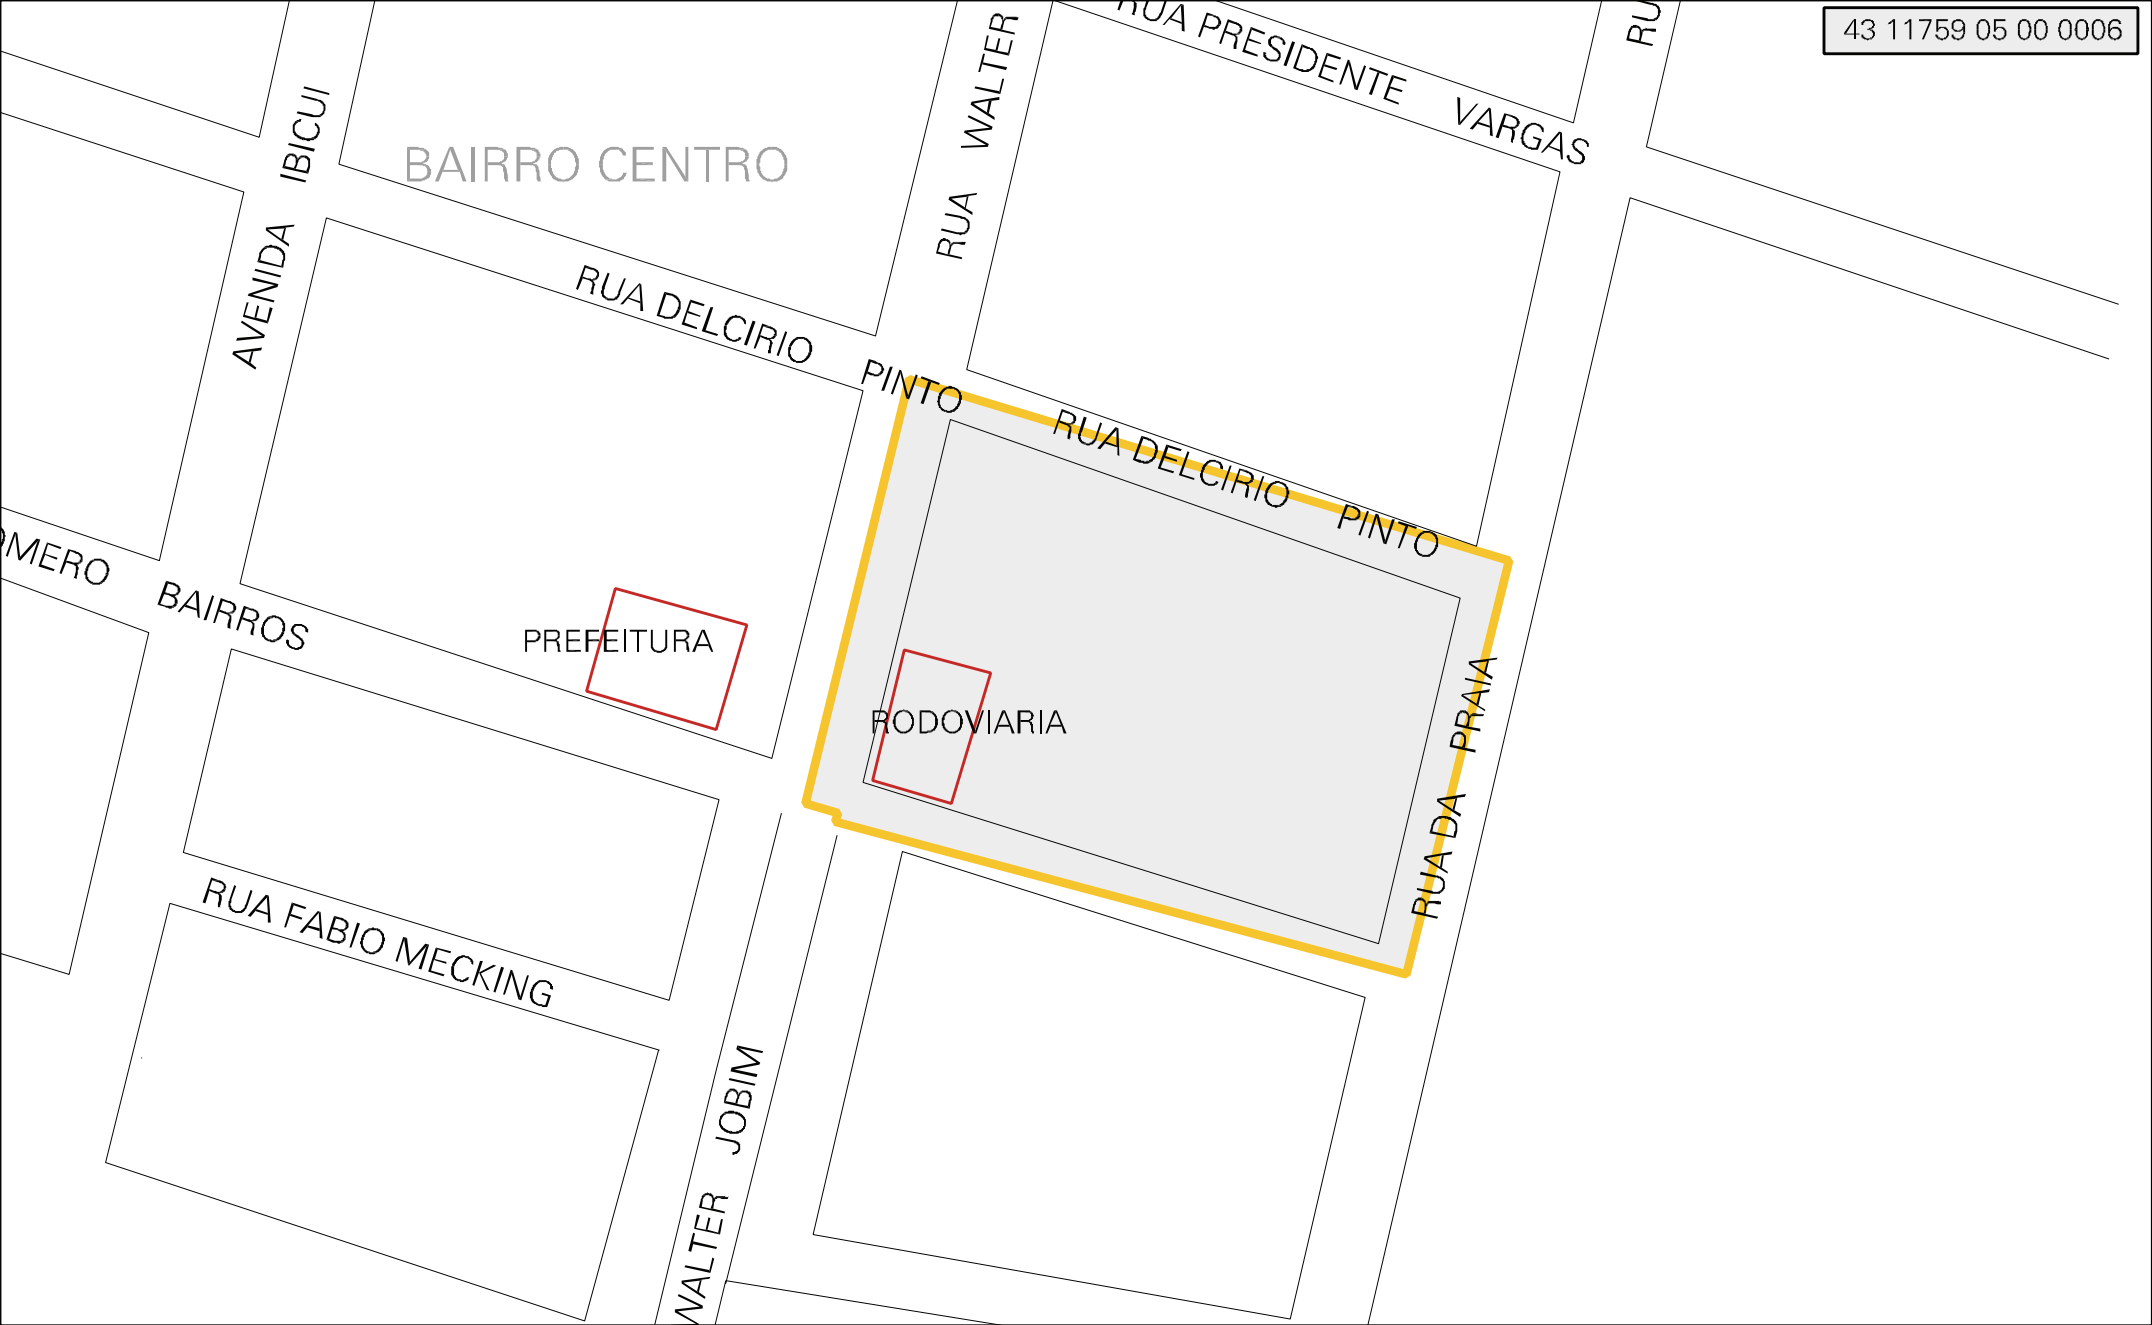 RUA PRESIDENTE VARGAS
43 11759 05 00 0006
AVENIDA IBICUI
BAIRRO CENTRO
RUA WALTER
RUA DELCIRIO PINTO
RUA DELCIRIO PINTO
BAIRROS
PREFEITURA
RODOVIARIA
RUA DA PRAIA
RUA FABIO MECKING
WALTER JOBIM